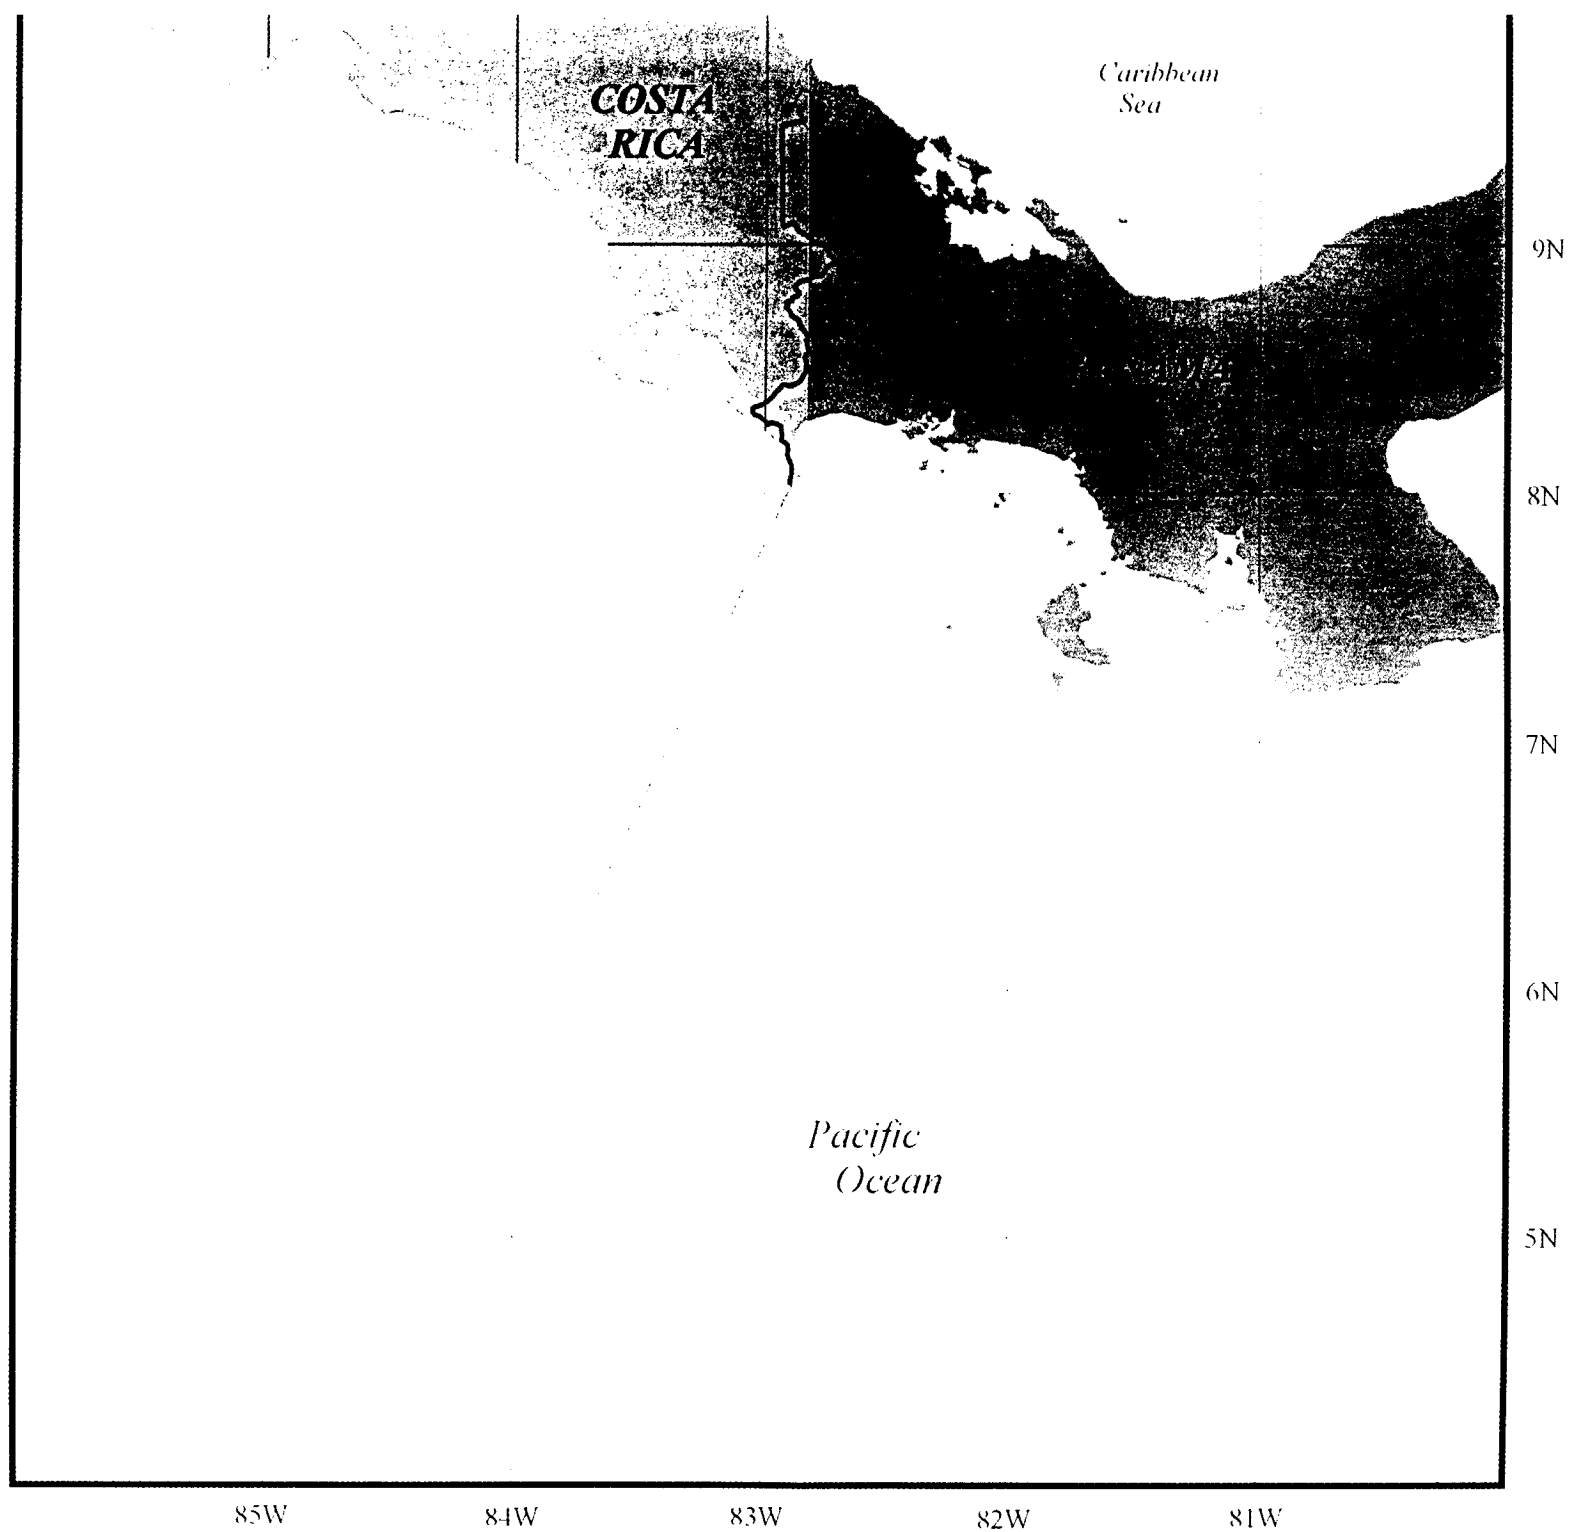 Caribbean
Sea
COSTA
RICA
9N
8N
7N
6N
Pacific
Ocean
5N
85W 84W 83W 82W 81W